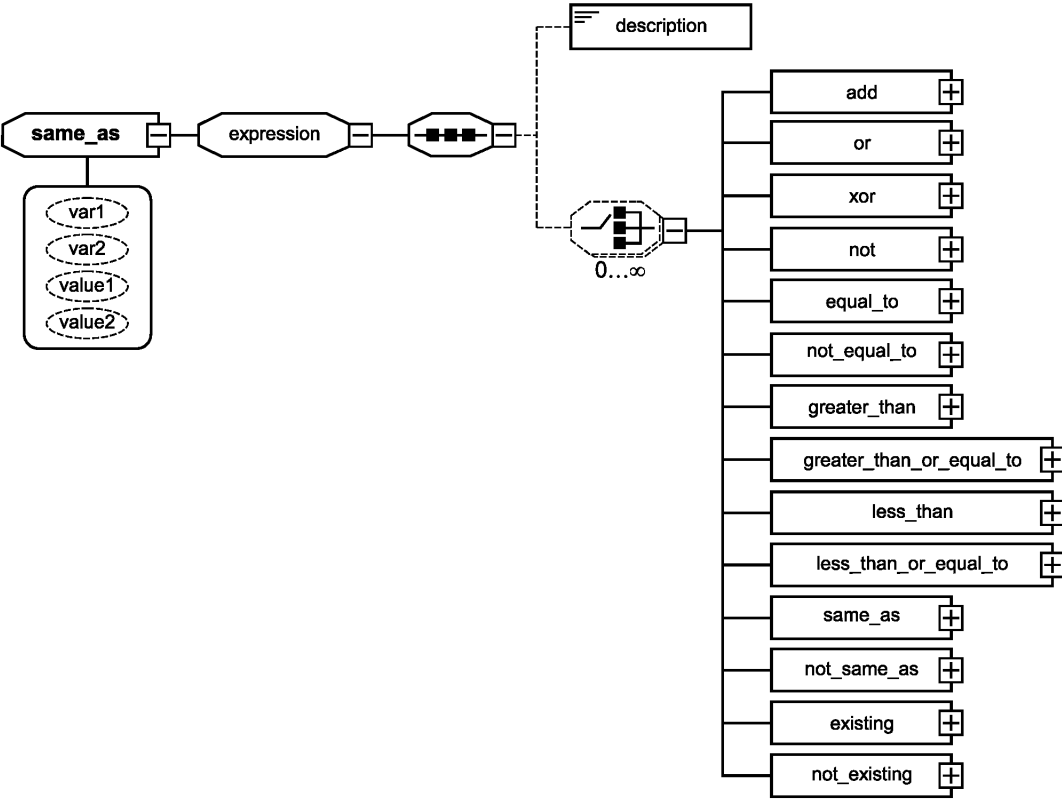 description
same_as
expression
var1
var2
value1
value2
0...∞
add
or
xor
not
equal_to
not_equal_to
greater_than
greater_than_or_equal_to
less_than
less_than_or_equal_to
same_as
not_same_as
existing
not_existing